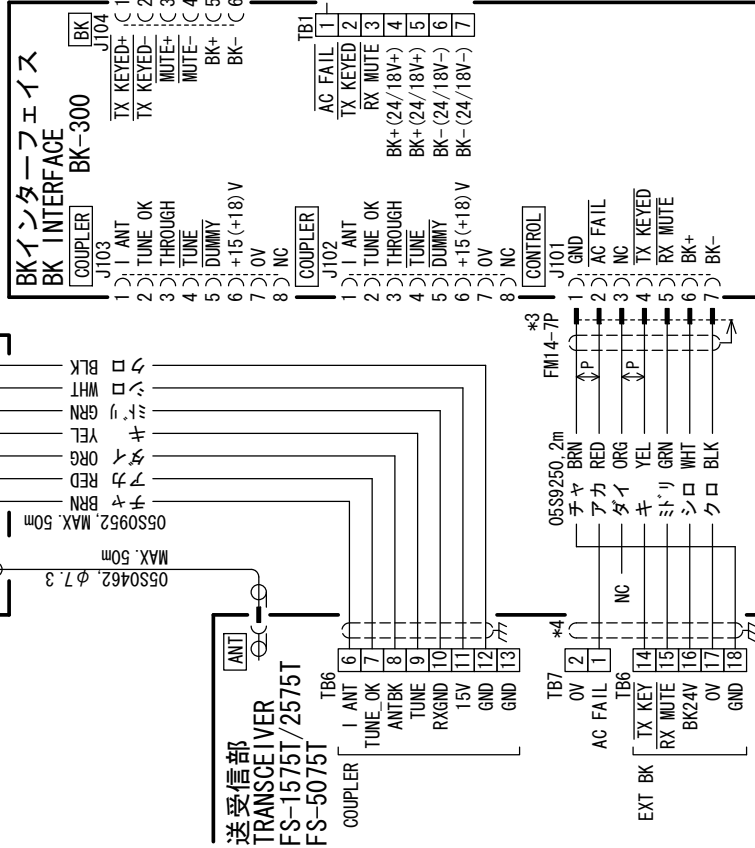 BKインターフェイス
BK INTERFACE
BK-300
BK
J104
TX KEYED+ 1
TX KEYED- 2
MUTE+ 3
MUTE- 4
BK+ 5
BK- 6
TB1
AC FAIL 1
TX KEYED 2
RX MUTE 3
BK+(24/18V+) 4
BK+(24/18V+) 5
BK-(24/18V-) 6
BK-(24/18V-) 7
COUPLER
J103
1 I ANT
2 TUNE OK
3 THROUGH
4 TUNE
5 DUMMY
6 +15(+18)V
7 0V
8 NC
COUPLER
J102
1 I ANT
2 TUNE OK
3 THROUGH
4 TUNE
5 DUMMY
6 +15(+18)V
7 0V
8 NC
CONTROL
J101
1 GND
2 AC FAIL
3 NC
4 TX KEYED
5 RX MUTE
6 BK+
7 BK-
*3
FM14-7P
P
P
クロ BLK
シロ WHT
ミドリ GRN
キ YEL
ダイ ORG
アカ RED
チャ BRN
05S0952, MAX. 50m
05S0462, φ7.3
MAX. 50m
05S9250, 2m
チャ BRN
アカ RED
ダイ ORG
キ YEL
ミドリ GRN
シロ WHT
クロ BLK
NC
ANT
送受信部
TRANSCEIVER
FS-1575T/2575T
FS-5075T
COUPLER
TB6
I ANT 6
TUNE_OK 7
ANTBK 8
TUNE 9
RXGND 10
15V 11
GND 12
GND 13
*4
TB7
0V 2
AC FAIL 1
TB6
EXT BK
TX KEY 14
RX MUTE 15
BK24V 16
0V 17
GND 18